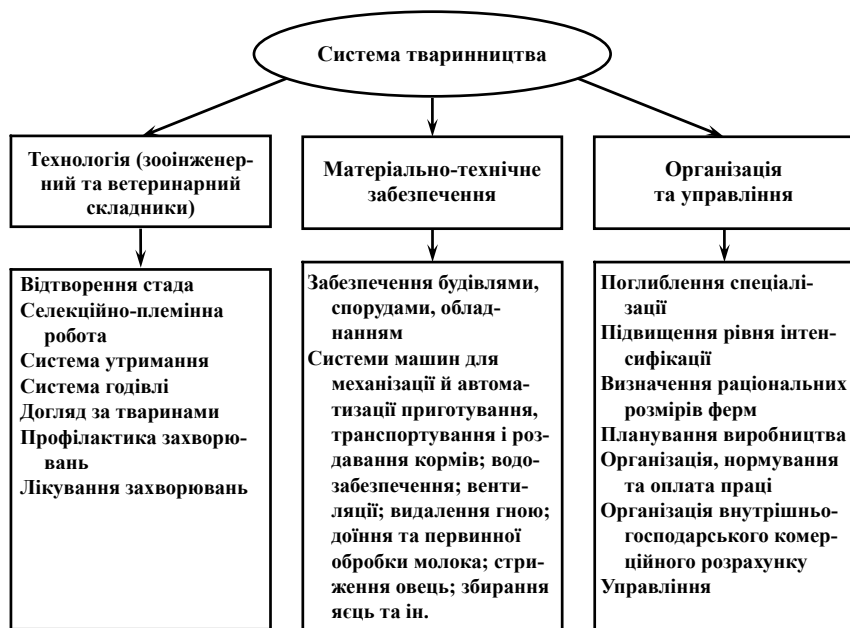 Система тваринництва
Технологія (зооінженер-
рний та ветеринарний
складники)
Матеріально-технічне
забезпечення
Організація
та управління
Відтворення стада
Селекційно-племінна
робота
Система утримання
Система годівлі
Догляд за тваринами
Профілактика захворю-
вань
Лікування захворювань
Забезпечення будівлями,
спорудами, облад-
нанням
Системи машин для
механізації й автома-
тизації приготування,
транспортування і роз-
давання кормів; водо-
забезпечення; венти-
ляції; видалення гною;
доїння та первинної
обробки молока; стри-
ження овець; збирання
яєць та ін.
Поглиблення спеціалі-
зації
Підвищення рівня інтен-
сифікації
Визначення раціональних
розмірів ферм
Планування виробництва
Організація, нормування
та оплата праці
Організація внутрішньо-
господарського комер-
ційного розрахунку
Управління